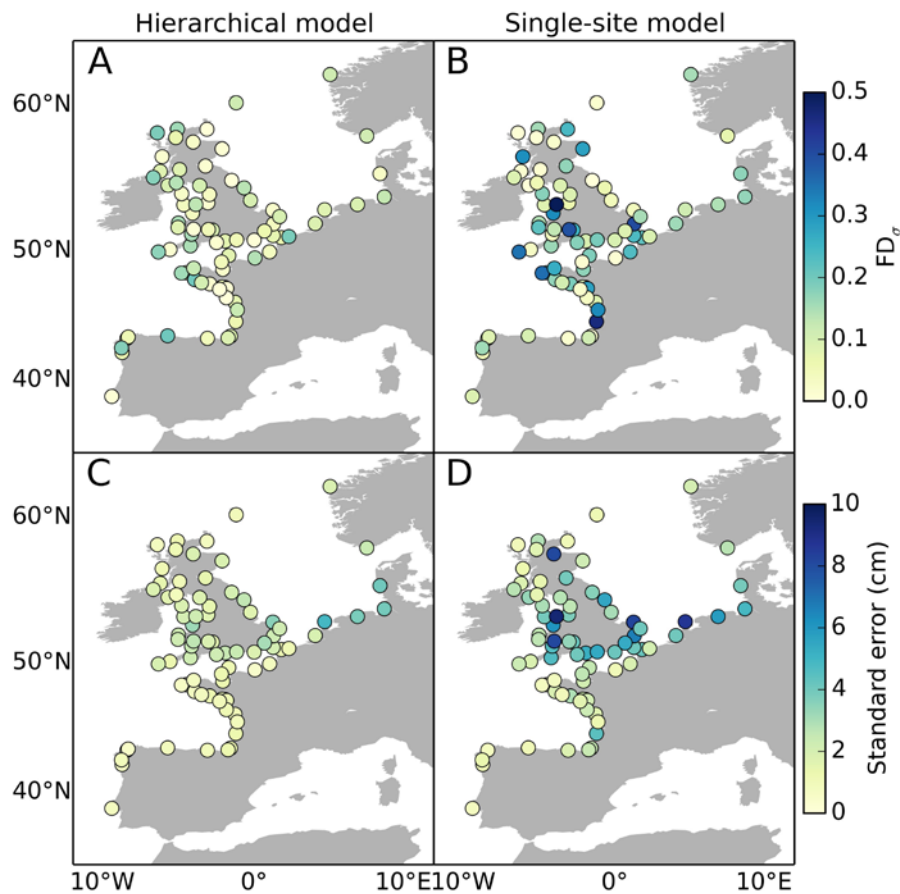 Hierarchical model Single-site model
A B
60°N
50°N
40°N
0.5
0.4
0.3
0.2
0.1
0.0
FDσ
C D
60°N
50°N
40°N
10
8
6
4
2
0
Standard error (cm)
10°W 0° 10°E 10°W 0° 10°E